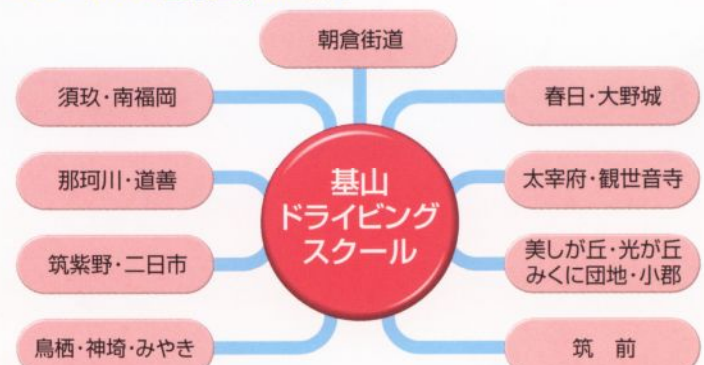 朝倉街道
須玖・南福岡
春日・大野城
那珂川・道善
太宰府・観世音寺
基山
ドライビング
スクール
筑紫野・二日市
美しが丘・光が丘
みくに団地・小郡
鳥栖・神埼・みやき
筑 前